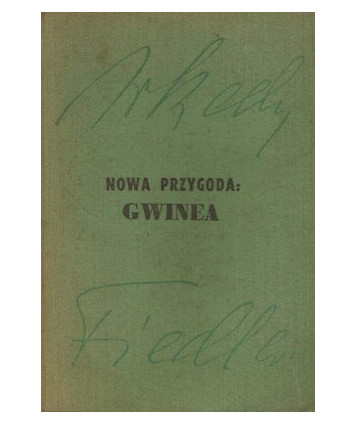 Arkady
NOWA PRZYGODA:
GWINEA
Fiedler